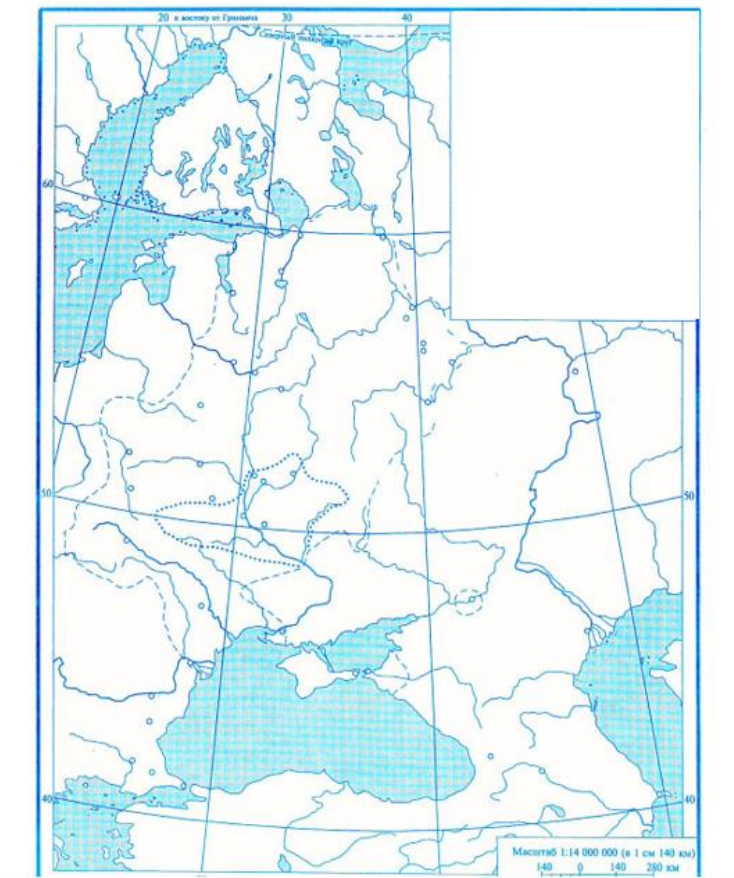 20 к востоку от Гринвича 30 40
Северный полярный круг
60
50 50
40 40
Масштаб 1:14 000 000 (в 1 см 140 км)
140 0 140 280 км